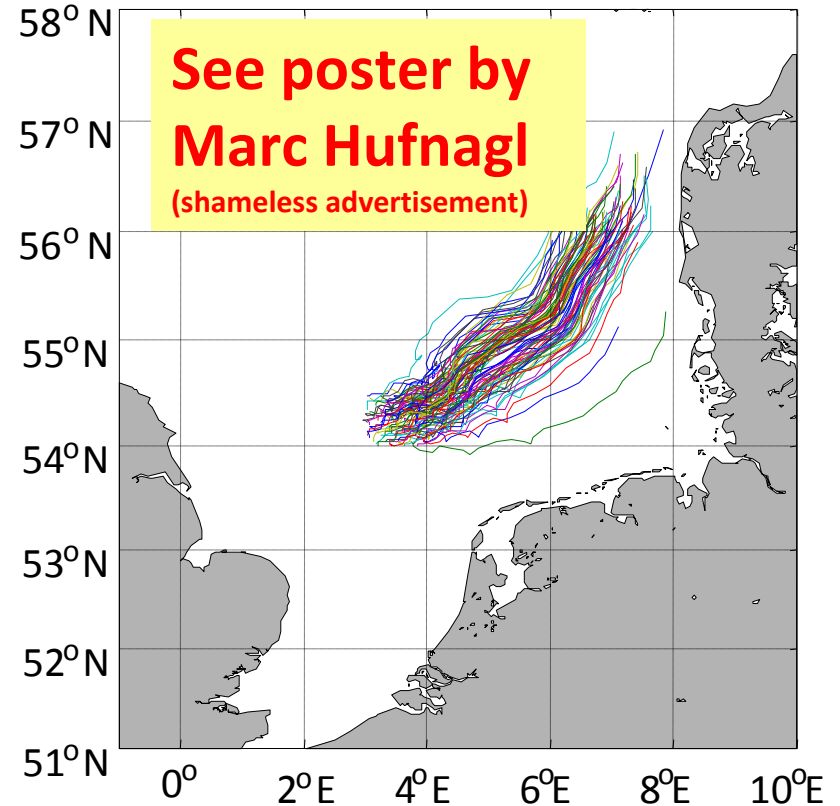 58° N
See poster by
Marc Hufnagl
(shameless advertisement)
57° N
56° N
55° N
54° N
53° N
52° N
51° N
0° 2° E 4° E 6° E 8° E 10° E